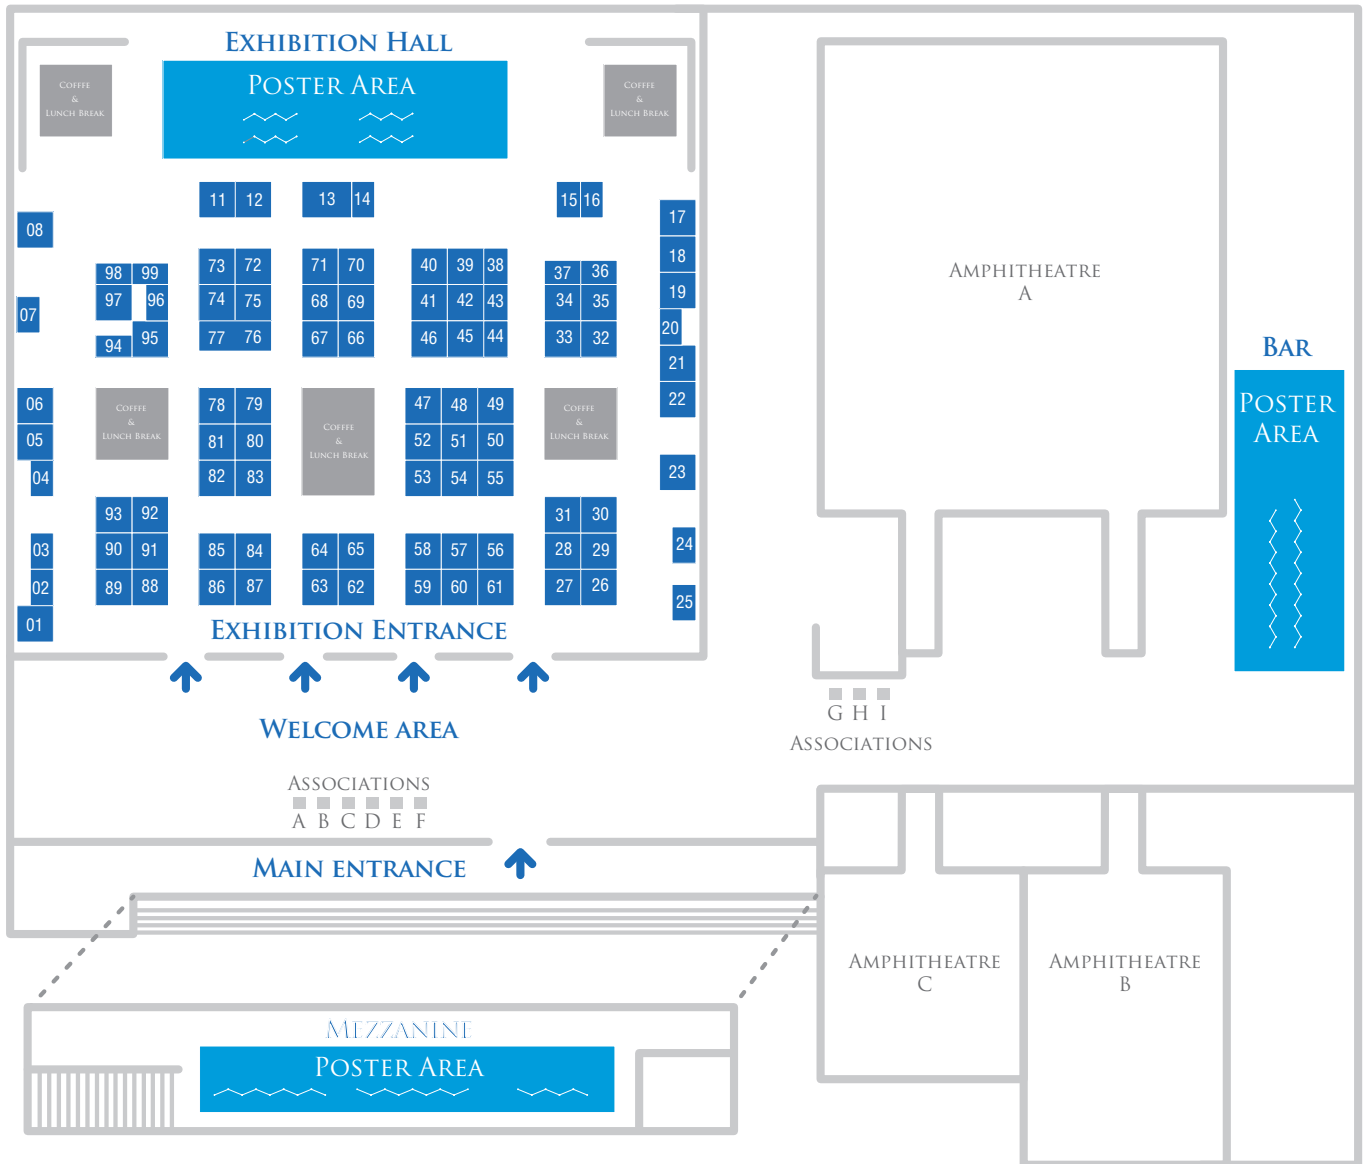 Exhibition Hall
Poster Area
Cofffe
&
Lunch Break
Cofffe
&
Lunch Break
11 12 13 14 15 16
17
08
18
73 72 71 70 40 39 38
98 99 37 36
19
97 96 74 75 68 69 41 42 43 34 35
07
20
94 95 77 76 67 66 46 45 44 33 32
21
22
06 78 79 47 48 49
Cofffe
&
Lunch Break
Cofffe
&
Lunch Break
Cofffe
&
Lunch Break
05 81 80 52 51 50
04 82 83 53 54 55 23
93 92 31 30
03 90 91 85 84 64 65 58 57 56 28 29 24
02 89 88 86 87 63 62 59 60 61 27 26 25
01
Exhibition Entrance
Welcome area
Associations
A B C D E F
Main entrance
Amphitheatre
A
Bar
Poster
Area
G H I
Associations
Amphitheatre
C
Amphitheatre
B
Mezzanine
Poster Area